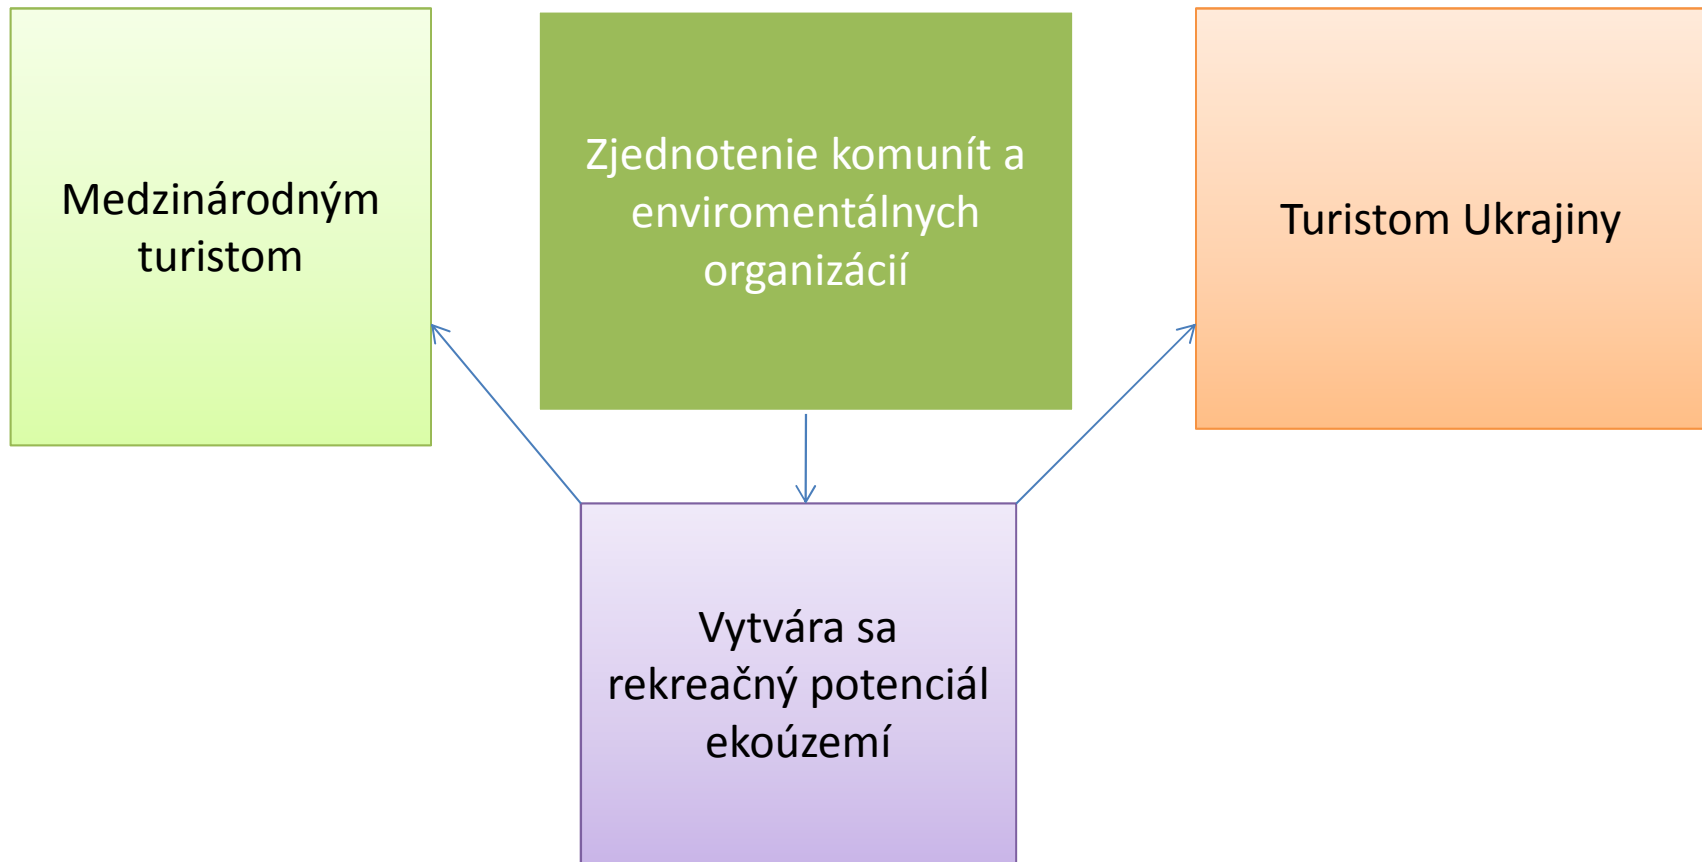 Medzinárodným
turistom
Zjednotenie komunít a
enviromentálnych
organizácií
Turistom Ukrajiny
Vytvára sa
rekreačný potenciál
ekoúzemí